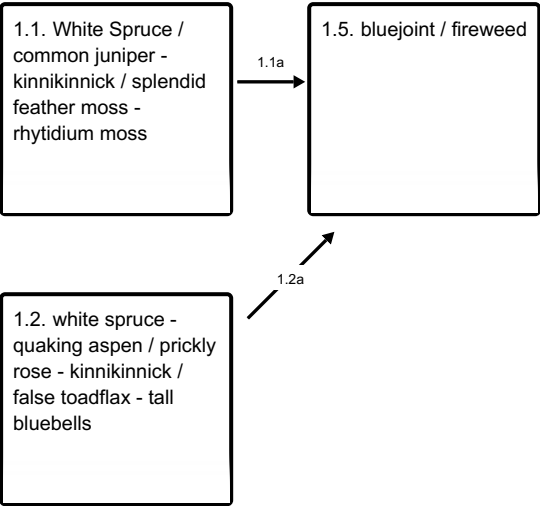 1.1. White Spruce /
common juniper -
kinnikinnick / splendid
feather moss -
rhytidium moss
1.1a
1.5. bluejoint / fireweed
1.2a
1.2. white spruce -
quaking aspen / prickly
rose - kinnikinnick /
false toadflax - tall
bluebells